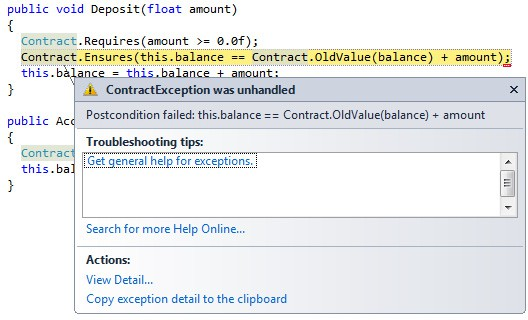 public void Deposit(float amount)
{
Contract.Requires(amount >= 0.0f);
Contract.Ensures(this.balance == Contract.OldValue(balance) + amount);
this.balance = this.balance + amount;
}
public Acc
{
Contract
this.bal
}
ContractException was unhandled
Postcondition failed: this.balance == Contract.OldValue(balance) + amount
Troubleshooting tips:
Get general help for exceptions.
Search for more Help Online...
Actions:
View Detail...
Copy exception detail to the clipboard